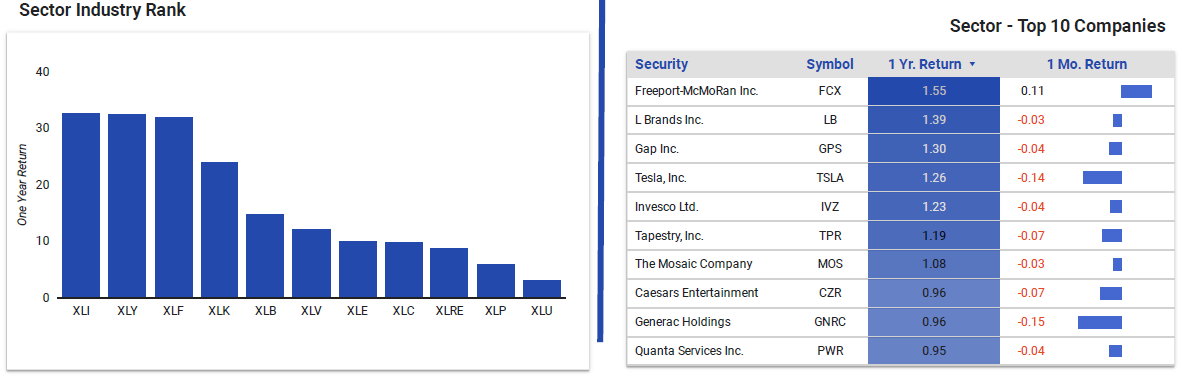 Sector Industry Rank
One Year Return
40
30
20
10
0
XLI XLY XLF XLK XLB XLV XLE XLC XLRE XLP XLU
Sector - Top 10 Companies
Security Symbol 1 Yr. Return ▼ 1 Mo. Return
Freeport-McMoRan Inc. FCX 1.55 0.11
L Brands Inc. LB 1.39 -0.03
Gap Inc. GPS 1.30 -0.04
Tesla, Inc. TSLA 1.26 -0.14
Invesco Ltd. IVZ 1.23 -0.04
Tapestry, Inc. TPR 1.19 -0.07
The Mosaic Company MOS 1.08 -0.03
Caesars Entertainment CZR 0.96 -0.07
Generac Holdings GNRC 0.96 -0.15
Quanta Services Inc. PWR 0.95 -0.04